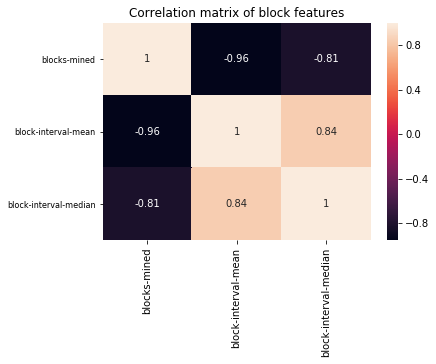 Correlation matrix of block features
blocks-mined
1
-0.96
-0.81
block-interval-mean
-0.96
1
0.84
block-interval-median
-0.81
0.84
1
blocks-mined
block-interval-mean
block-interval-median
0.8
0.4
0.0
−0.4
−0.8